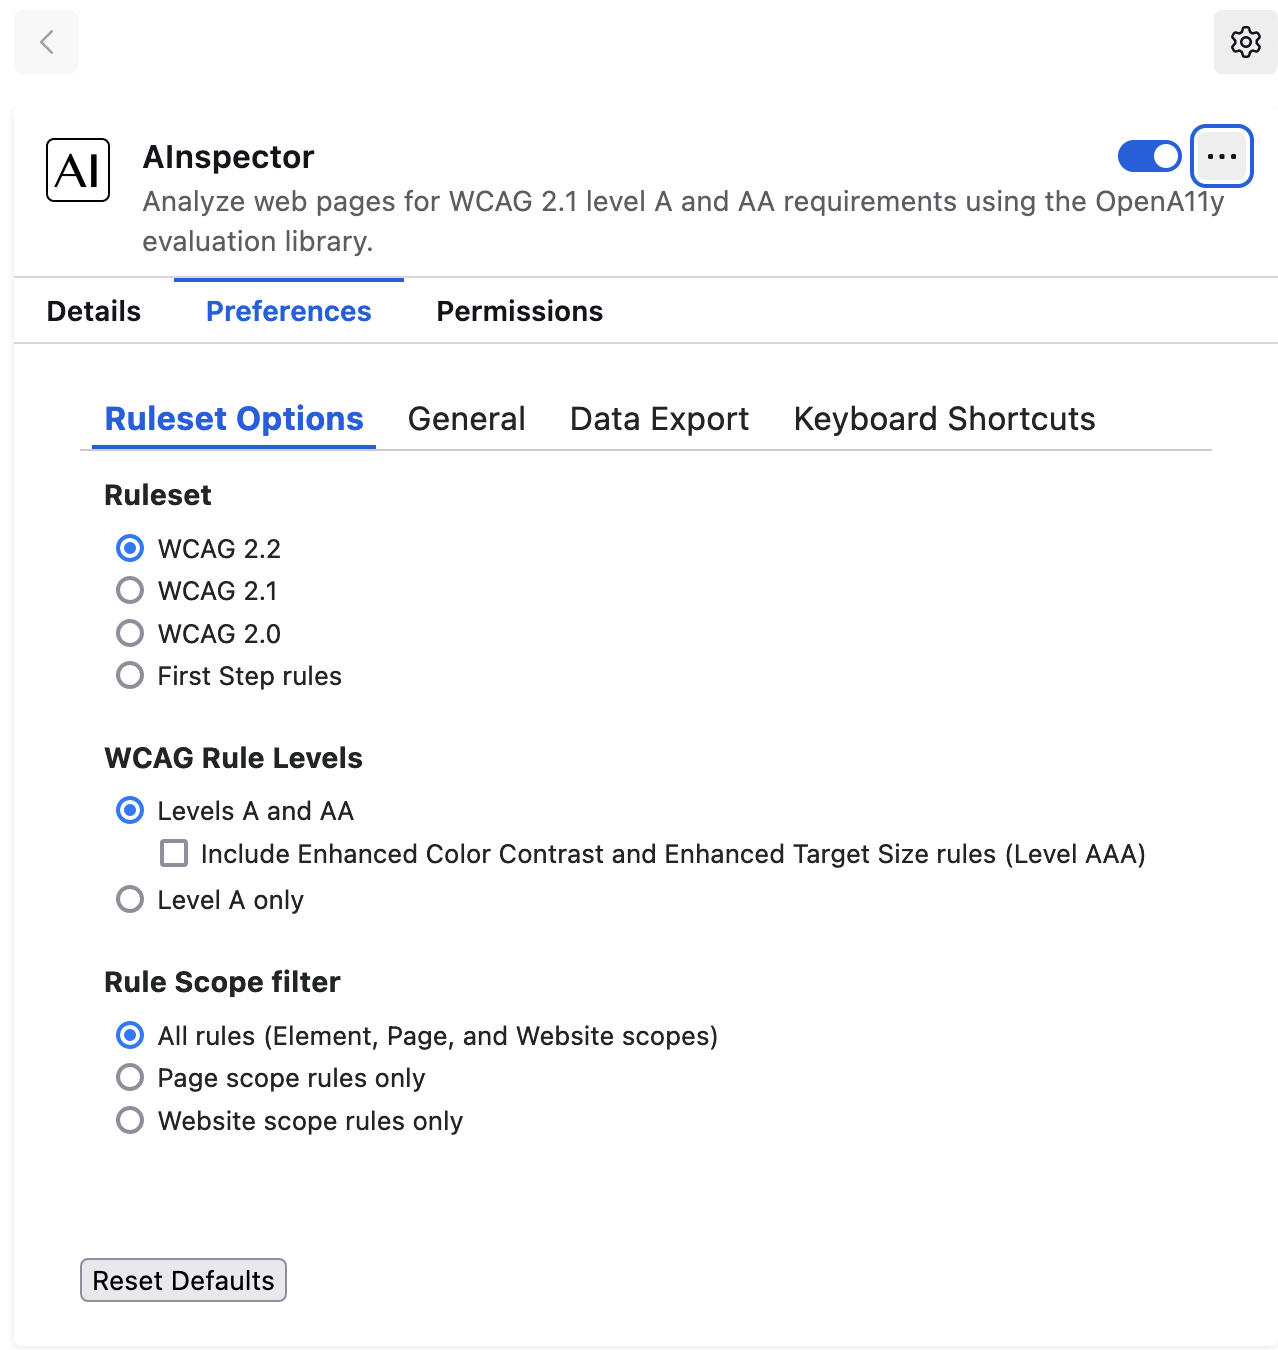 AI
AInspector
Analyze web pages for WCAG 2.1 level A and AA requirements using the OpenA11y
evaluation library.
Details Preferences Permissions
Ruleset Options General Data Export Keyboard Shortcuts
Ruleset
WCAG 2.2
WCAG 2.1
WCAG 2.0
First Step rules
WCAG Rule Levels
Levels A and AA
Include Enhanced Color Contrast and Enhanced Target Size rules (Level AAA)
Level A only
Rule Scope filter
All rules (Element, Page, and Website scopes)
Page scope rules only
Website scope rules only
Reset Defaults